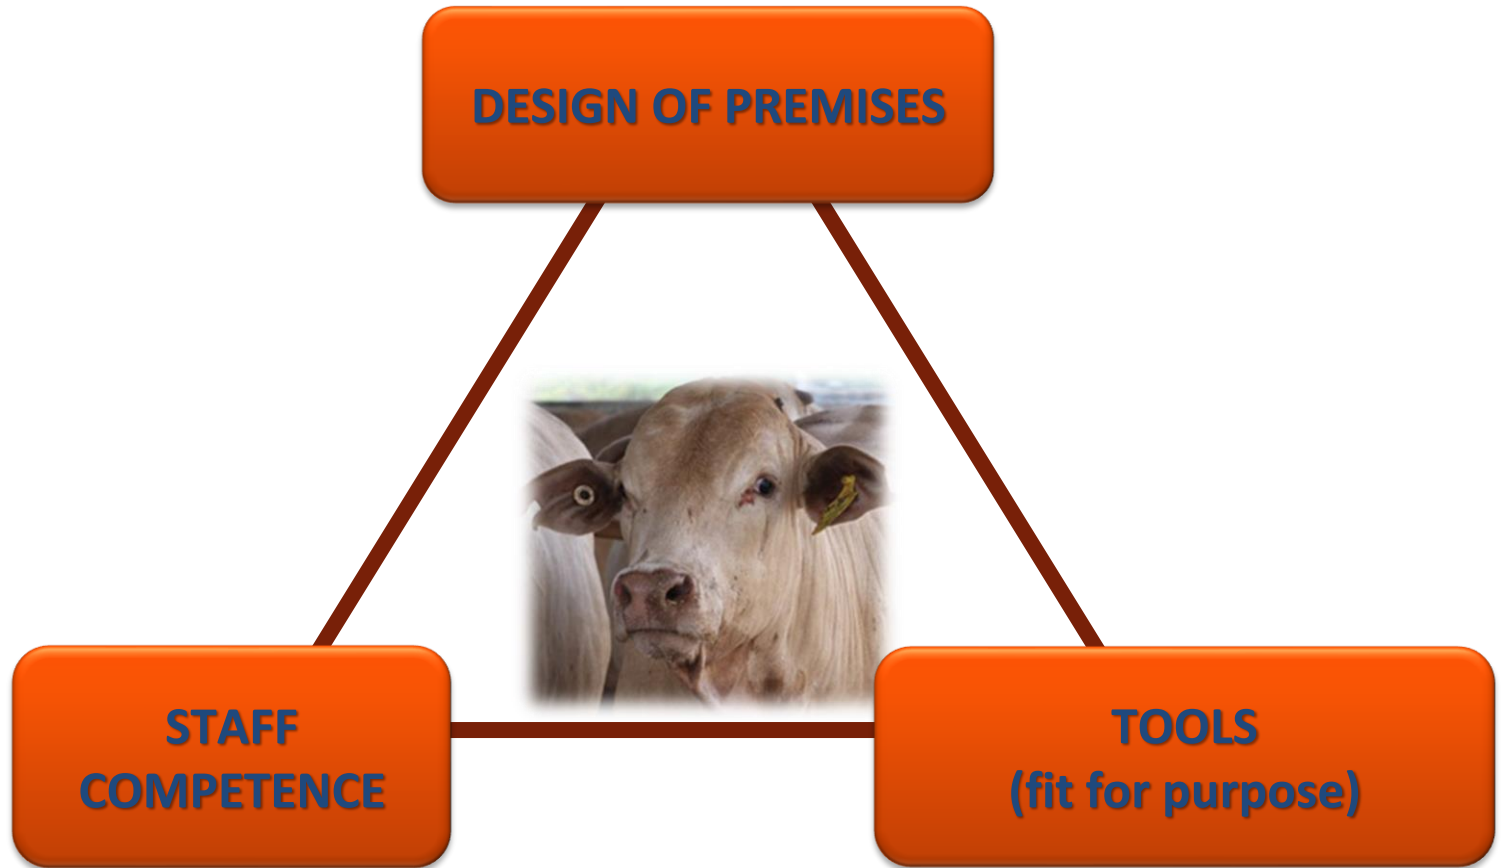 DESIGN OF PREMISES
STAFF
COMPETENCE
TOOLS
(fit for purpose)